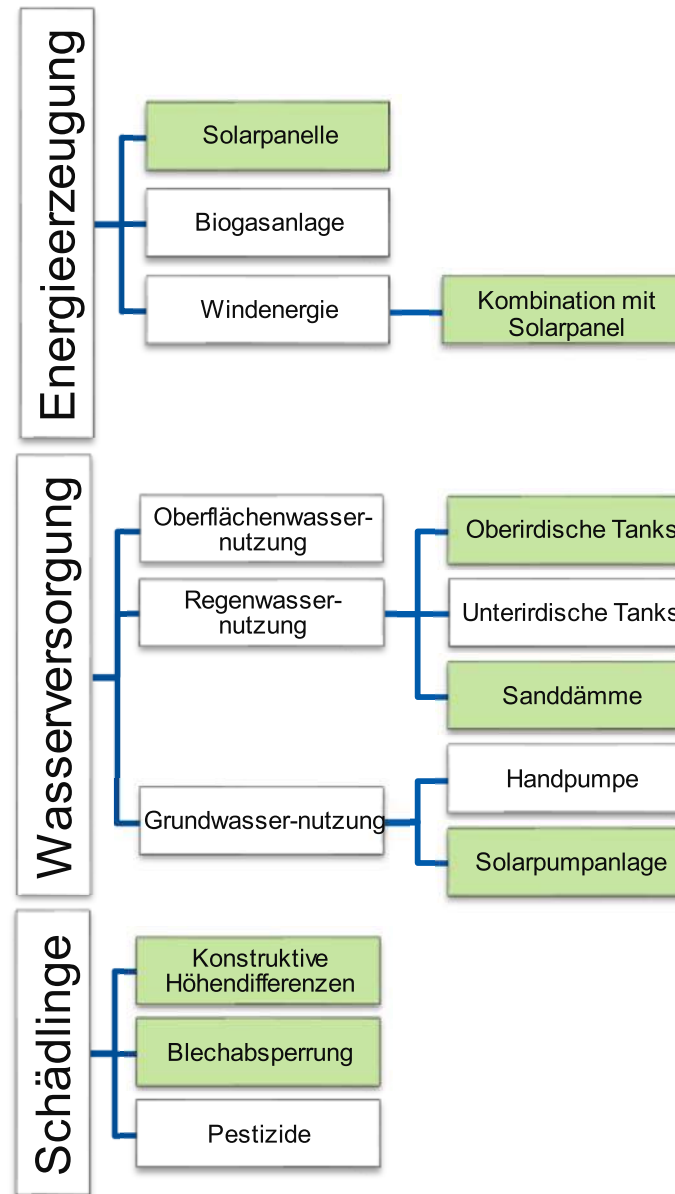 Energieerzeugung
Solarpanelle
Biogasanlage
Windenergie
Kombination mit
Solarpanel
Wasserversorgung
Oberflächenwasser-
nutzung
Regenwasser-
nutzung
Oberirdische Tanks
Unterirdische Tanks
Sanddämme
Grundwasser-nutzung
Handpumpe
Solarpumpanlage
Schädlinge
Konstruktive
Höhendifferenzen
Blechabsperrung
Pestizide